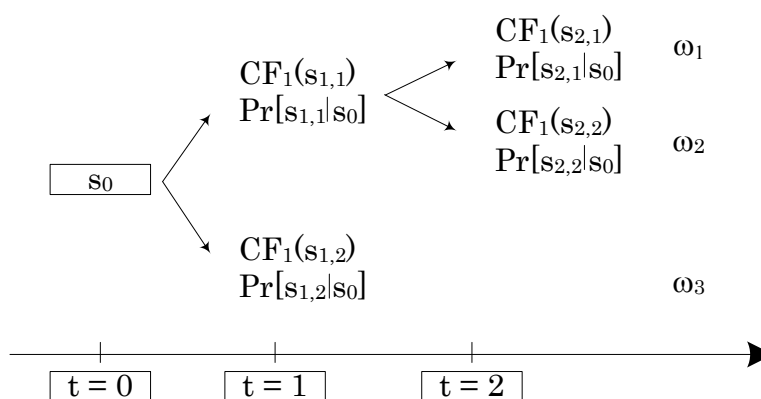 CF₁(s₂,₁)
Pr[s₂,₁|s₀]
ω₁
CF₁(s₁,₁)
Pr[s₁,₁|s₀]
CF₁(s₂,₂)
Pr[s₂,₂|s₀]
ω₂
s₀
CF₁(s₁,₂)
Pr[s₁,₂|s₀]
ω₃
t = 0
t = 1
t = 2